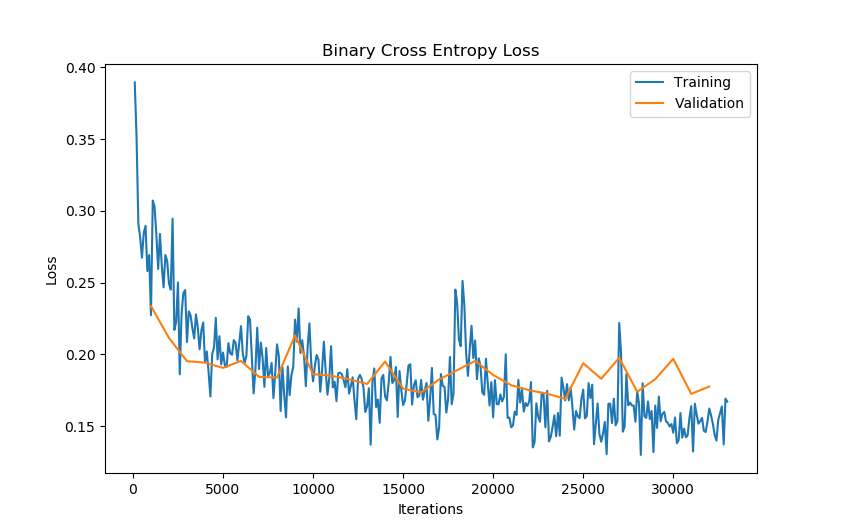 Binary Cross Entropy Loss
0.40
0.35
0.30
0.25
0.20
0.15
Loss
Training
Validation
0 5000 10000 15000 20000 25000 30000
Iterations